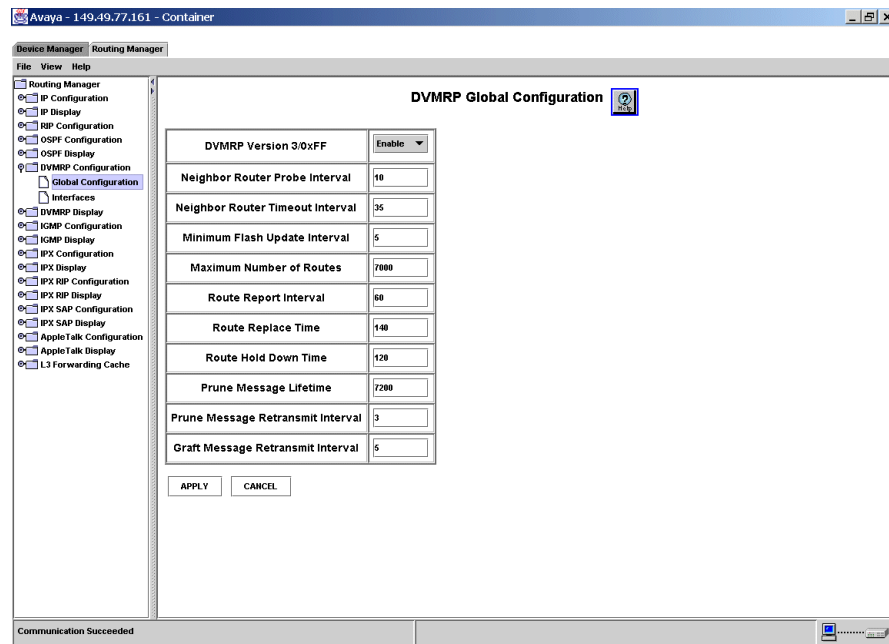 Avaya - 149.49.77.161 - Container
Device Manager Routing Manager
File View Help
Routing Manager
IP Configuration
IP Display
RIP Configuration
OSPF Configuration
OSPF Display
DVMRP Configuration
Global Configuration
Interfaces
DVMRP Display
IGMP Configuration
IGMP Display
IPX Configuration
IPX Display
IPX RIP Configuration
IPX RIP Display
IPX SAP Configuration
IPX SAP Display
AppleTalk Configuration
AppleTalk Display
L3 Forwarding Cache
DVMRP Global Configuration
Help
DVMRP Version 3/0xFF Enable
Neighbor Router Probe Interval 10
Neighbor Router Timeout Interval 35
Minimum Flash Update Interval 5
Maximum Number of Routes 7000
Route Report Interval 60
Route Replace Time 140
Route Hold Down Time 120
Prune Message Lifetime 7200
Prune Message Retransmit Interval 3
Graft Message Retransmit Interval 5
APPLY CANCEL
Communication Succeeded